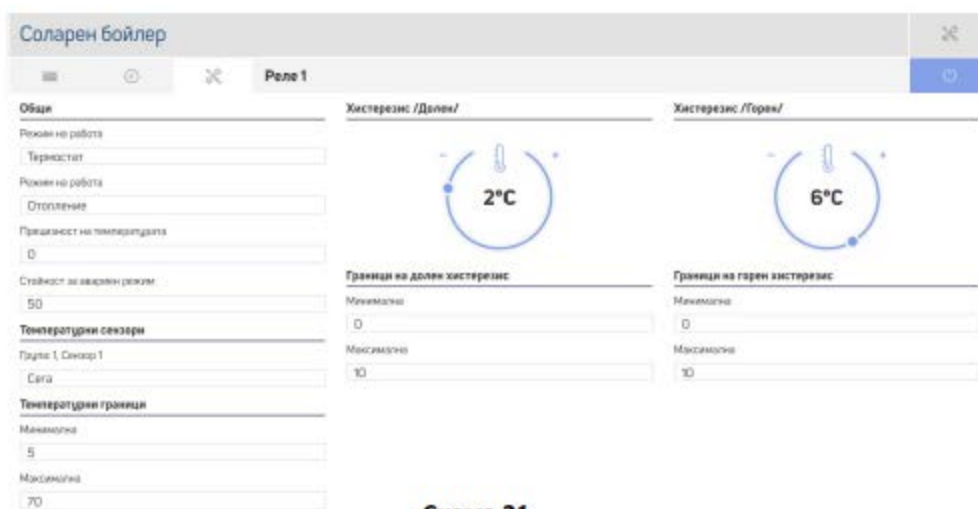 Соларен бойлер
Реле 1
Общи
Режим на работа
Термостат
Режим на работа
Отопление
Прецизност на температурата
0
Стойност за авариен режим
50
Температурни сензори
Група 1, Сензор 1
Сега
Температурни граници
Минимална
5
Максимална
70
Хистерезис /Долен/
- +
2°C
Граници на долен хистерезис
Минимална
0
Максимална
10
Хистерезис /Горен/
- +
6°C
Граници на горен хистерезис
Минимална
0
Максимална
10